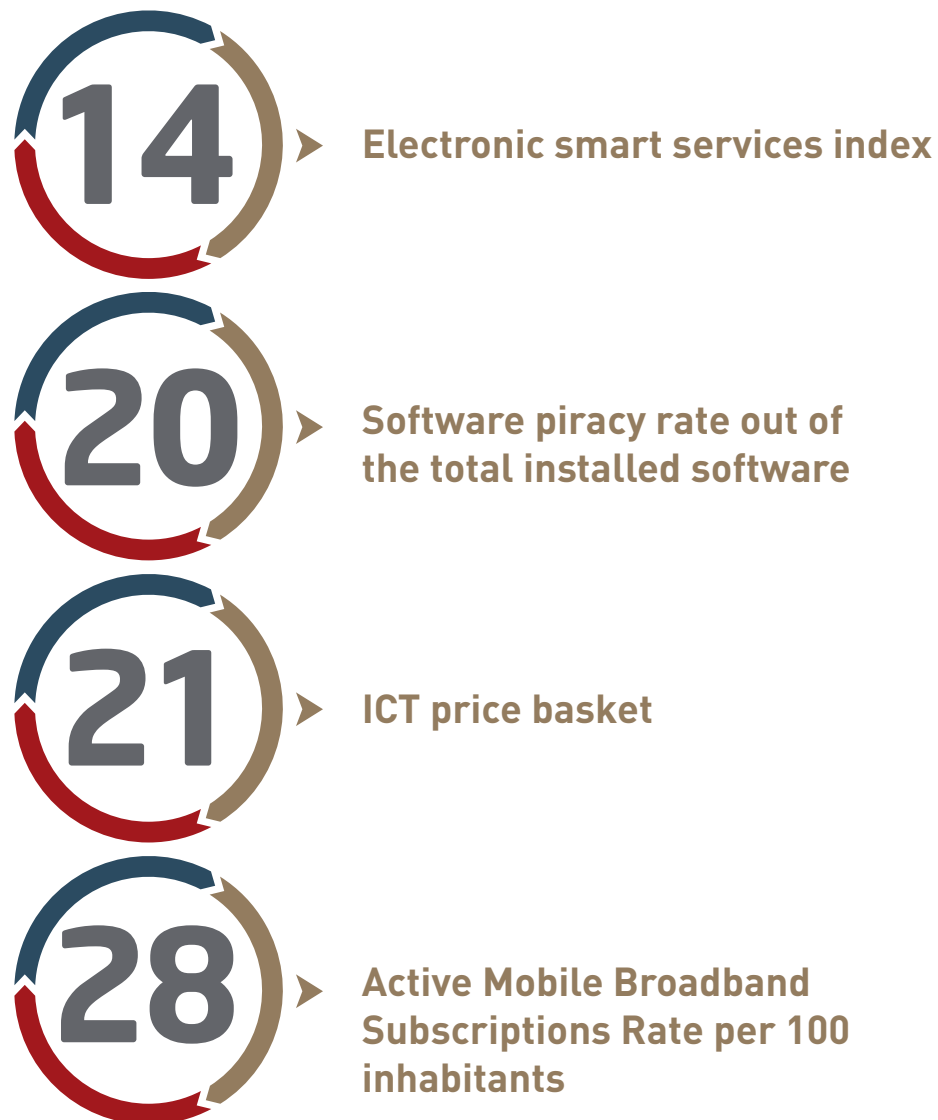 14
Electronic smart services index
20
Software piracy rate out of
the total installed software
21
ICT price basket
28
Active Mobile Broadband
Subscriptions Rate per 100
inhabitants